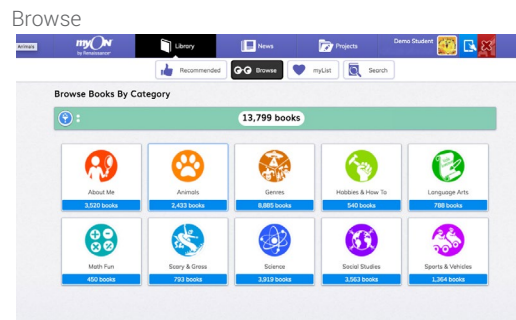 Browse
Animals
myON
by Renaissance®
Library
News
Projects
Demo Student
Recommended
Browse
myList
Search
Browse Books By Category
13,799 books
About Me
Animals
Genres
Hobbies & How To
Language Arts
3,520 books
2,433 books
8,885 books
540 books
788 books
Math Fun
Scary & Gross
Science
Social Studies
Sports & Vehicles
450 books
793 books
3,919 books
3,563 books
1,364 books